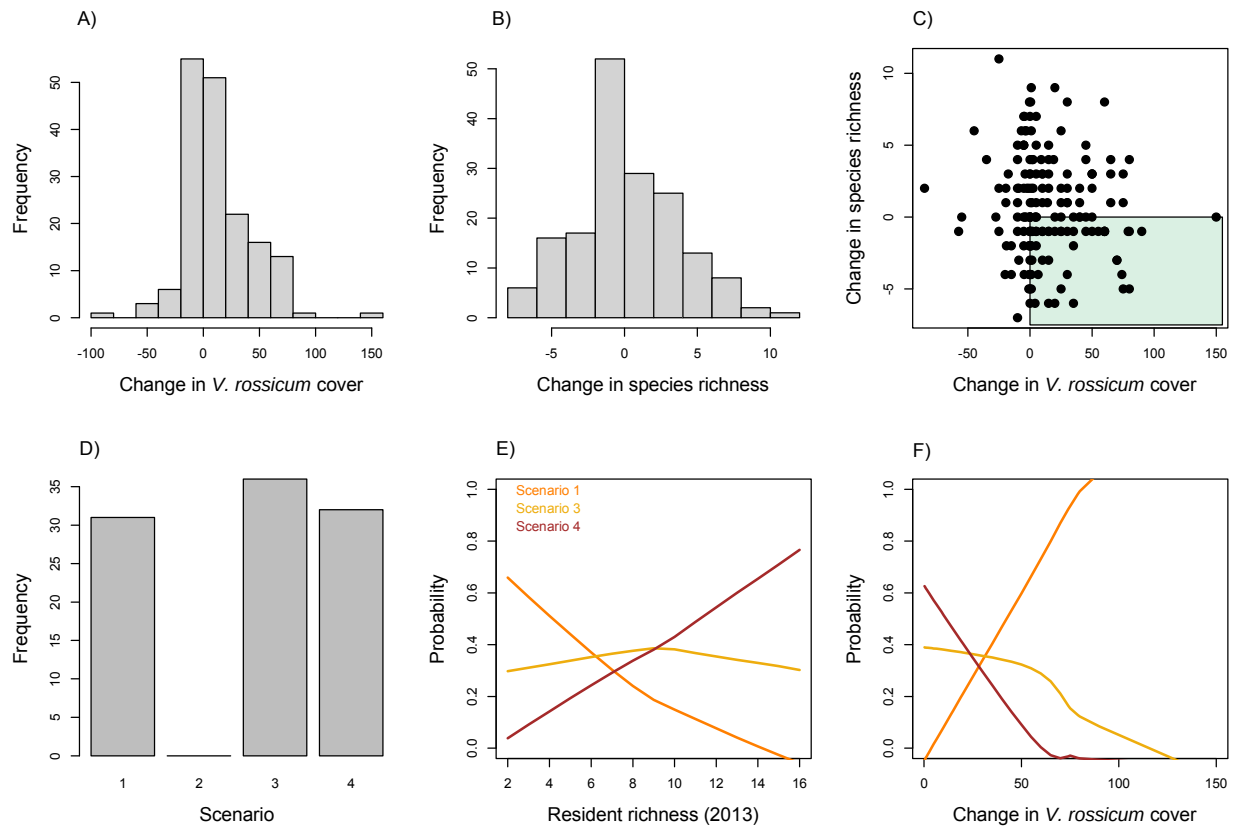 A)
Frequency
0 10 20 30 40 50
-100 -50 0 50 100 150
Change in V. rossicum cover
B)
Frequency
0 10 20 30 40 50
-5 0 5 10
Change in species richness
C)
Change in species richness
-5 0 5 10
-50 0 50 100 150
Change in V. rossicum cover
D)
Frequency
0 5 10 15 20 25 30 35
1 2 3 4
Scenario
E)
Scenario 1
Scenario 3
Scenario 4
Probability
0.0 0.2 0.4 0.6 0.8 1.0
2 4 6 8 10 12 14 16
Resident richness (2013)
F)
Probability
0.0 0.2 0.4 0.6 0.8 1.0
0 50 100 150
Change in V. rossicum cover